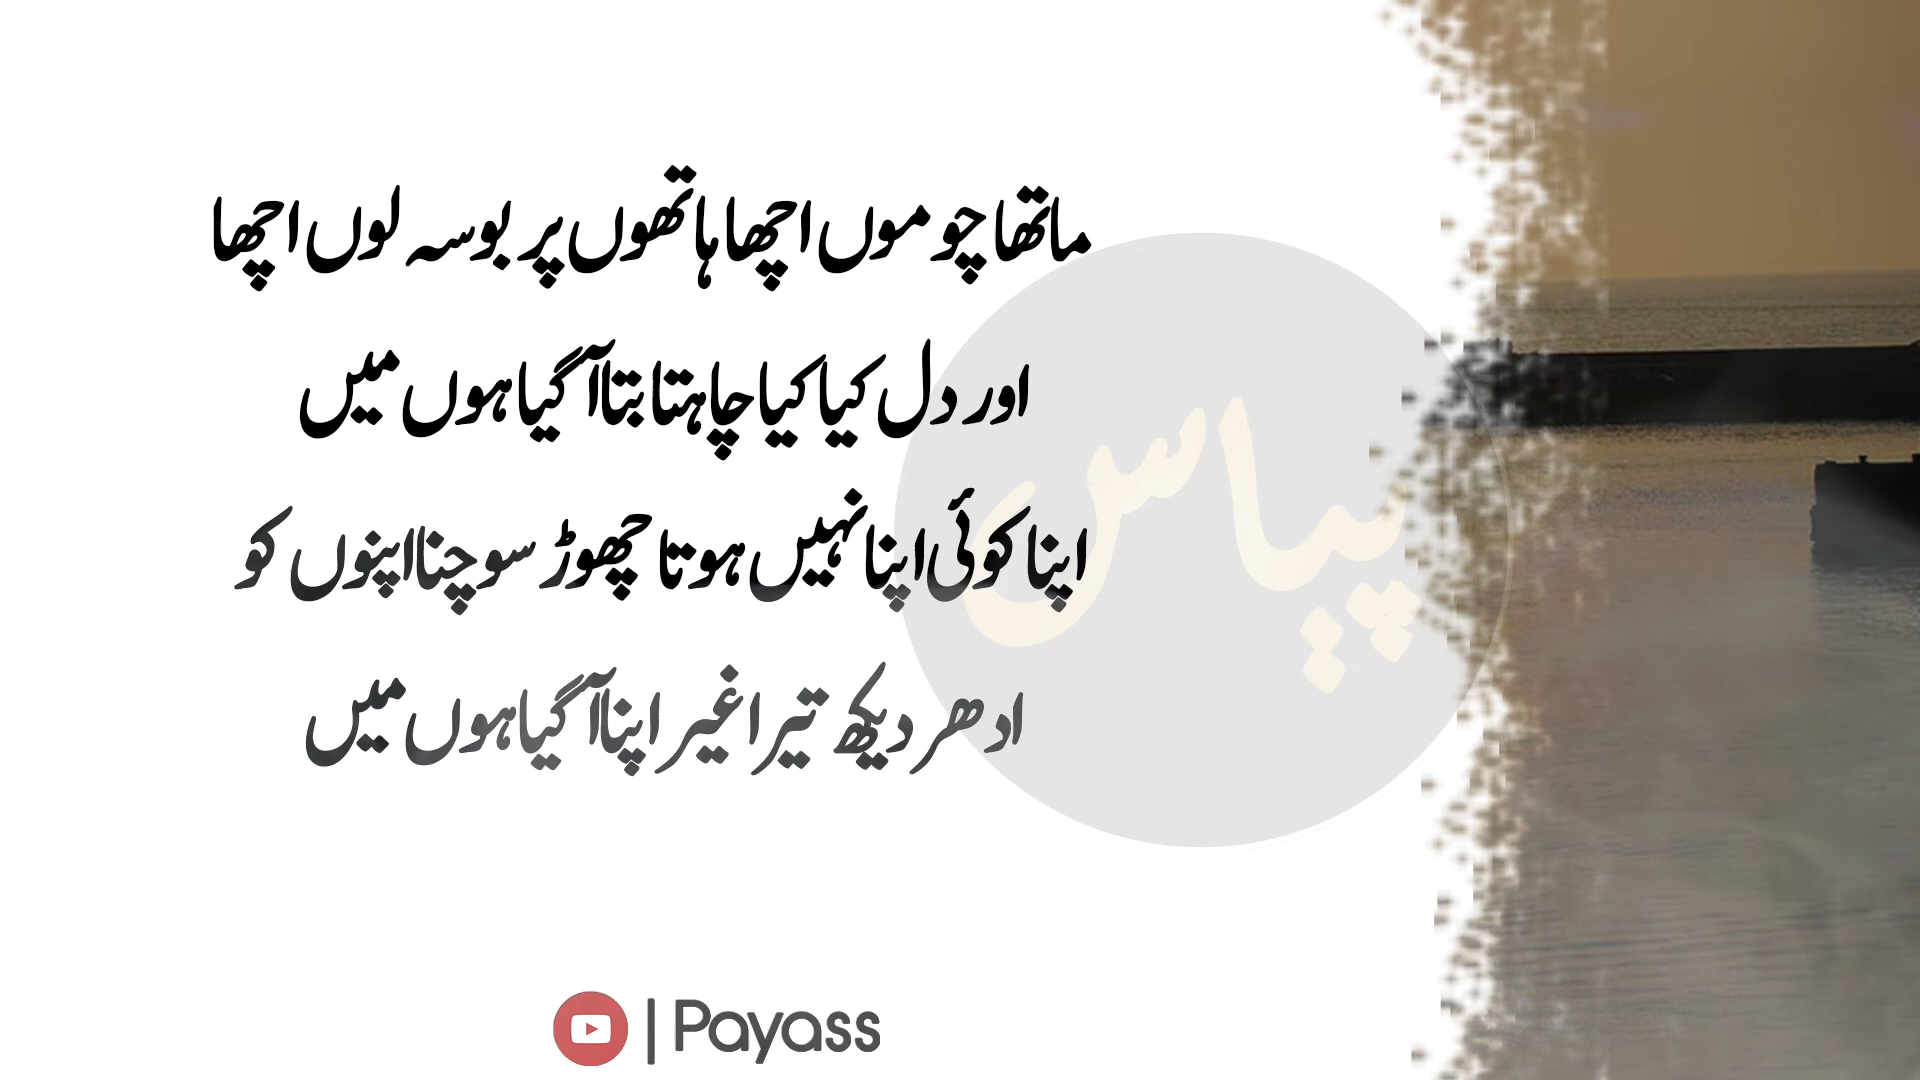 ماتھا چوموں اچھا ہاتھوں پر بوسہ لوں اچھا
اور دل کیا کیا چاہتا بتا آ گیا ہوں میں
اپنا کوئی اپنا نہیں ہوتا چھوڑ سوچنا اپنوں کو
ادھر دیکھ تیرا غیر اپنا آ گیا ہوں میں
پیاس
| Payass